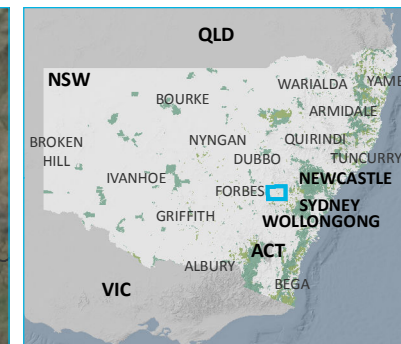 QLD
NSW
WARIALDA
YAMB
BOURKE
ARMIDALE
NYNGAN
QUIRINDI
BROKEN
HILL
DUBBO
TUNCURRY
IVANHOE
NEWCASTLE
FORBES
SYDNEY
GRIFFITH
WOLLONGONG
ACT
ALBURY
VIC
BEGA